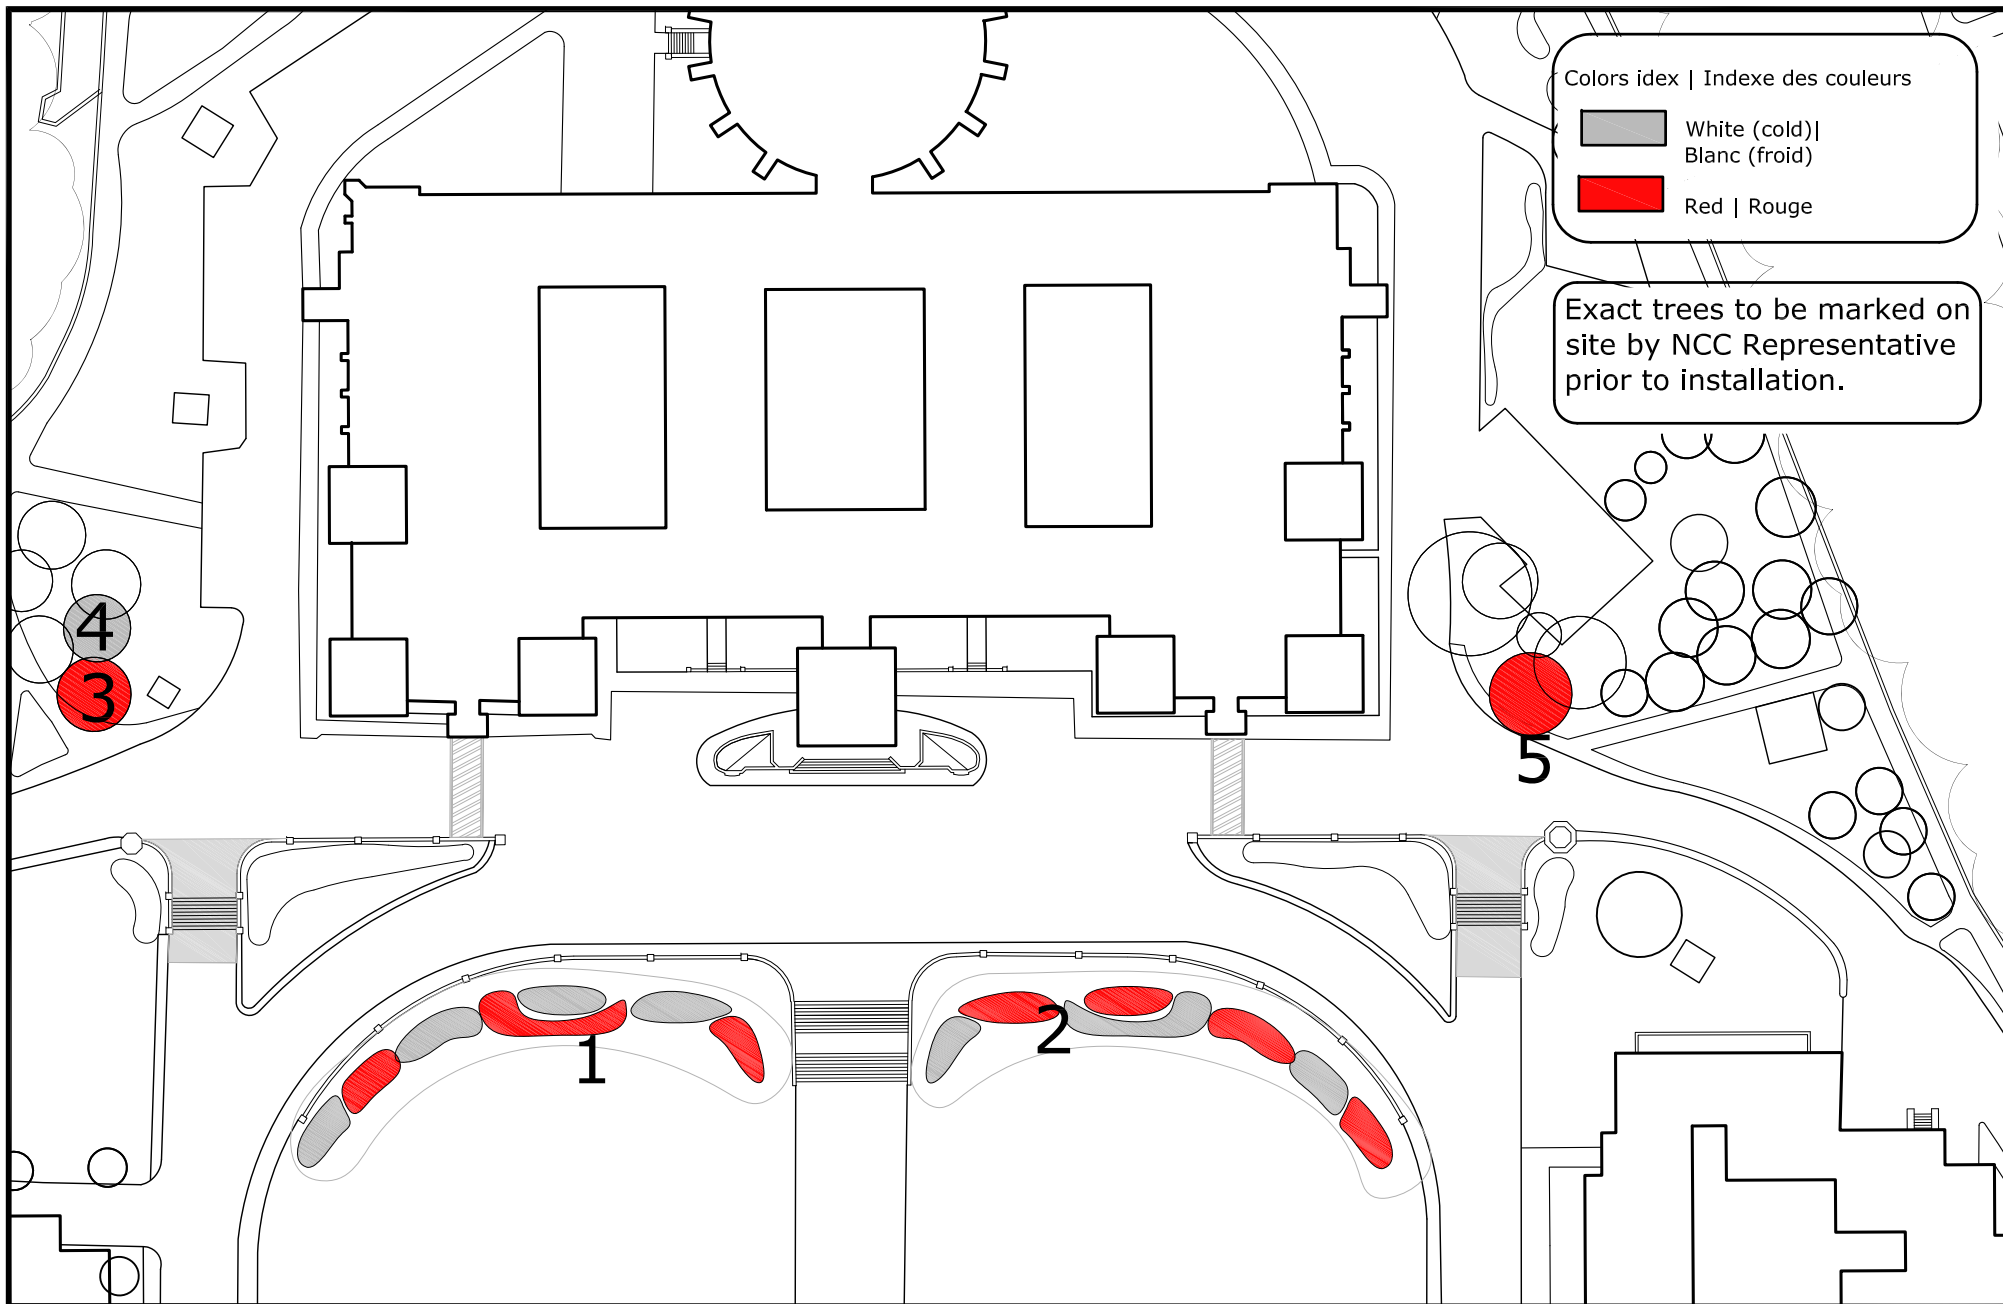 Colors idex | Indexe des couleurs
White (cold)|
Blanc (froid)
Red | Rouge
Exact trees to be marked on
site by NCC Representative
prior to installation.
4
3
5
1
2